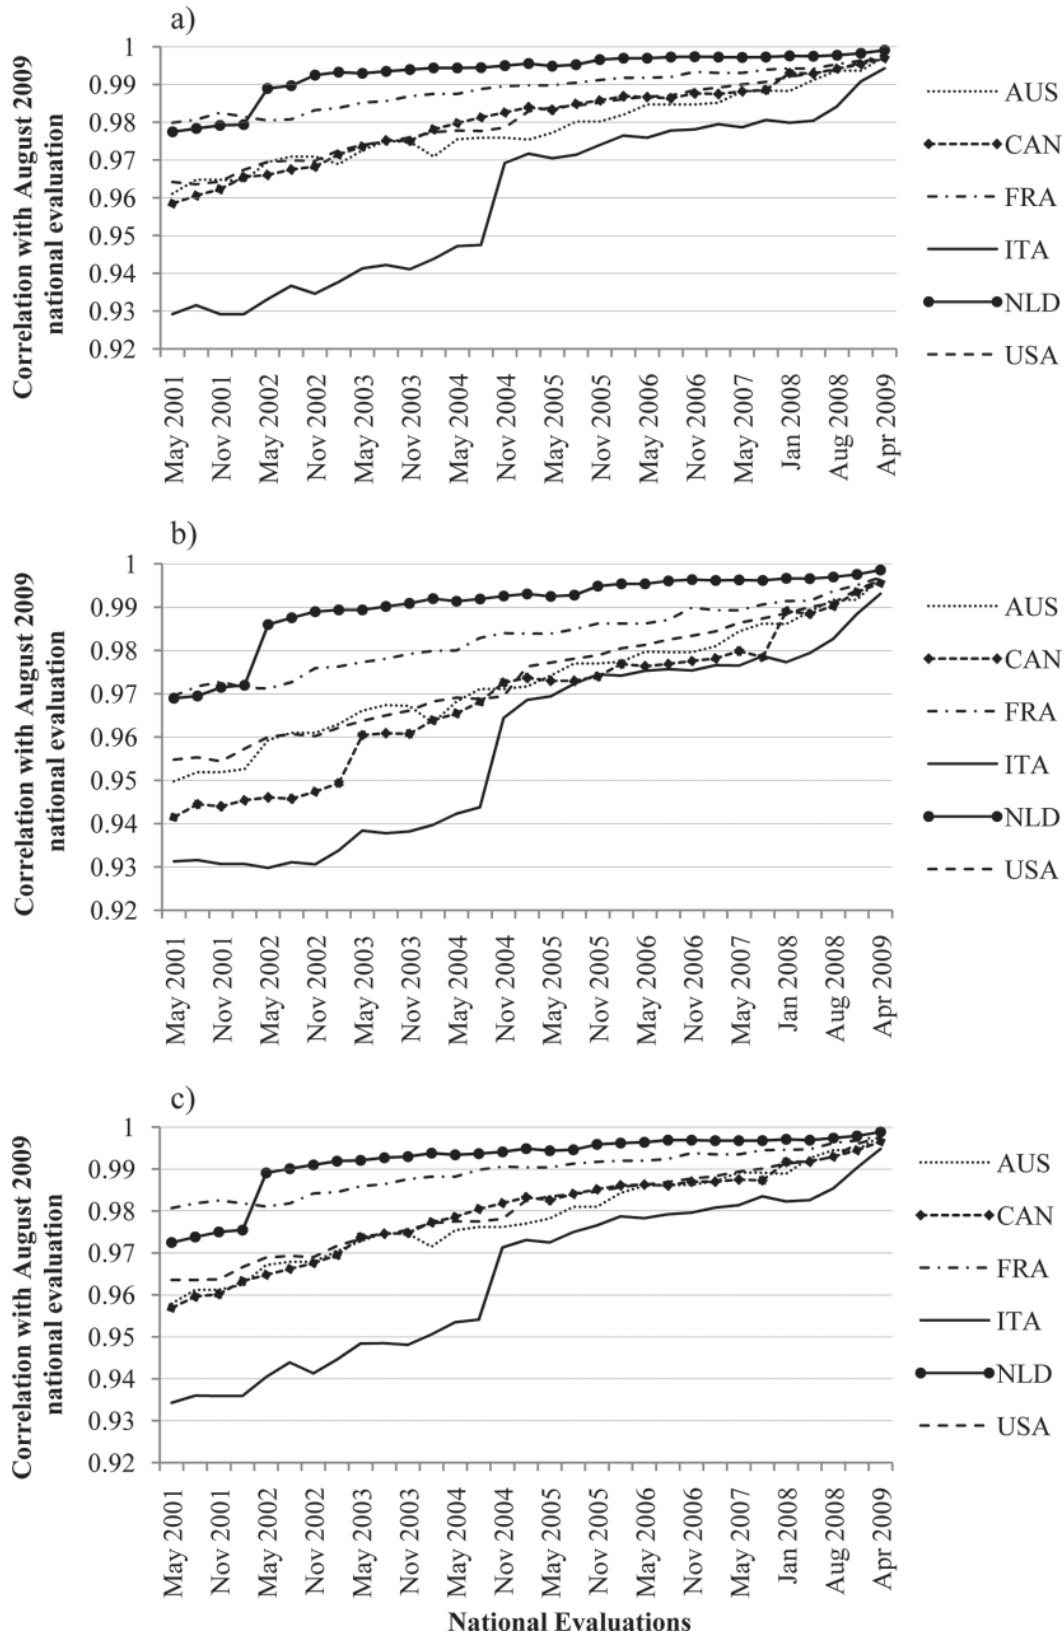 a)
Correlation with August 2009
national evaluation
1
0.99
0.98
0.97
0.96
0.95
0.94
0.93
0.92
May 2001
Nov 2001
May 2002
Nov 2002
May 2003
Nov 2003
May 2004
Nov 2004
May 2005
Nov 2005
May 2006
Nov 2006
May 2007
Jan 2008
Aug 2008
Apr 2009
AUS
CAN
FRA
ITA
NLD
USA
b)
Correlation with August 2009
national evaluation
1
0.99
0.98
0.97
0.96
0.95
0.94
0.93
0.92
May 2001
Nov 2001
May 2002
Nov 2002
May 2003
Nov 2003
May 2004
Nov 2004
May 2005
Nov 2005
May 2006
Nov 2006
May 2007
Jan 2008
Aug 2008
Apr 2009
AUS
CAN
FRA
ITA
NLD
USA
c)
Correlation with August 2009
national evaluation
1
0.99
0.98
0.97
0.96
0.95
0.94
0.93
0.92
May 2001
Nov 2001
May 2002
Nov 2002
May 2003
Nov 2003
May 2004
Nov 2004
May 2005
Nov 2005
May 2006
Nov 2006
May 2007
Jan 2008
Aug 2008
Apr 2009
AUS
CAN
FRA
ITA
NLD
USA
National Evaluations